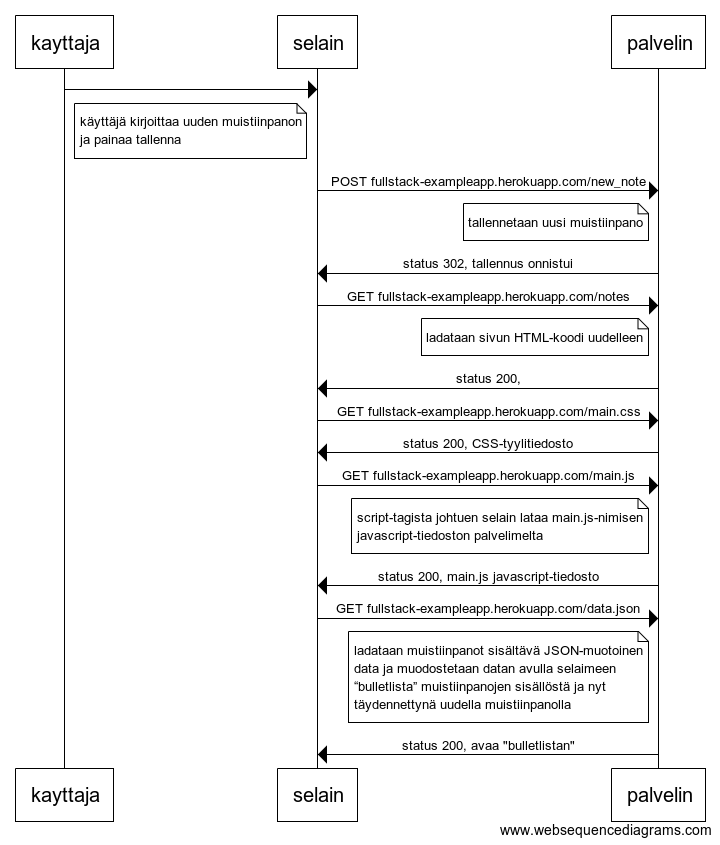 kayttaja
selain
palvelin
käyttäjä kirjoittaa uuden muistiinpanon
ja painaa tallenna
POST fullstack-exampleapp.herokuapp.com/new_note
tallennetaan uusi muistiinpano
status 302, tallennus onnistui
GET fullstack-exampleapp.herokuapp.com/notes
ladataan sivun HTML-koodi uudelleen
status 200,
GET fullstack-exampleapp.herokuapp.com/main.css
status 200, CSS-tyylitiedosto
GET fullstack-exampleapp.herokuapp.com/main.js
script-tagista johtuen selain lataa main.js-nimisen
javascript-tiedoston palvelimelta
status 200, main.js javascript-tiedosto
GET fullstack-exampleapp.herokuapp.com/data.json
ladataan muistiinpanot sisältävä JSON-muotoinen
data ja muodostetaan datan avulla selaimeen
“bulletlista” muistiinpanojen sisällöstä ja nyt
täydennettynä uudella muistiinpanolla
status 200, avaa "bulletlistan"
kayttaja
selain
palvelin
www.websequencediagrams.com